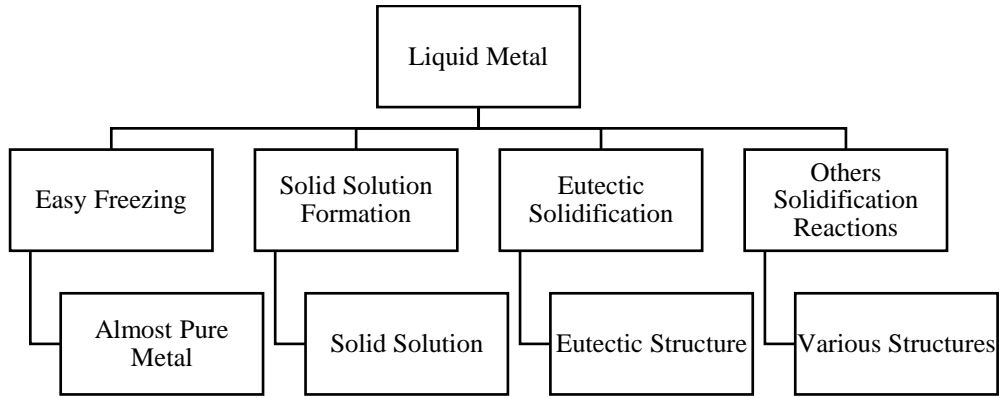 Liquid Metal
Easy Freezing
Solid Solution
Formation
Eutectic
Solidification
Others
Solidification
Reactions
Almost Pure
Metal
Solid Solution
Eutectic Structure
Various Structures